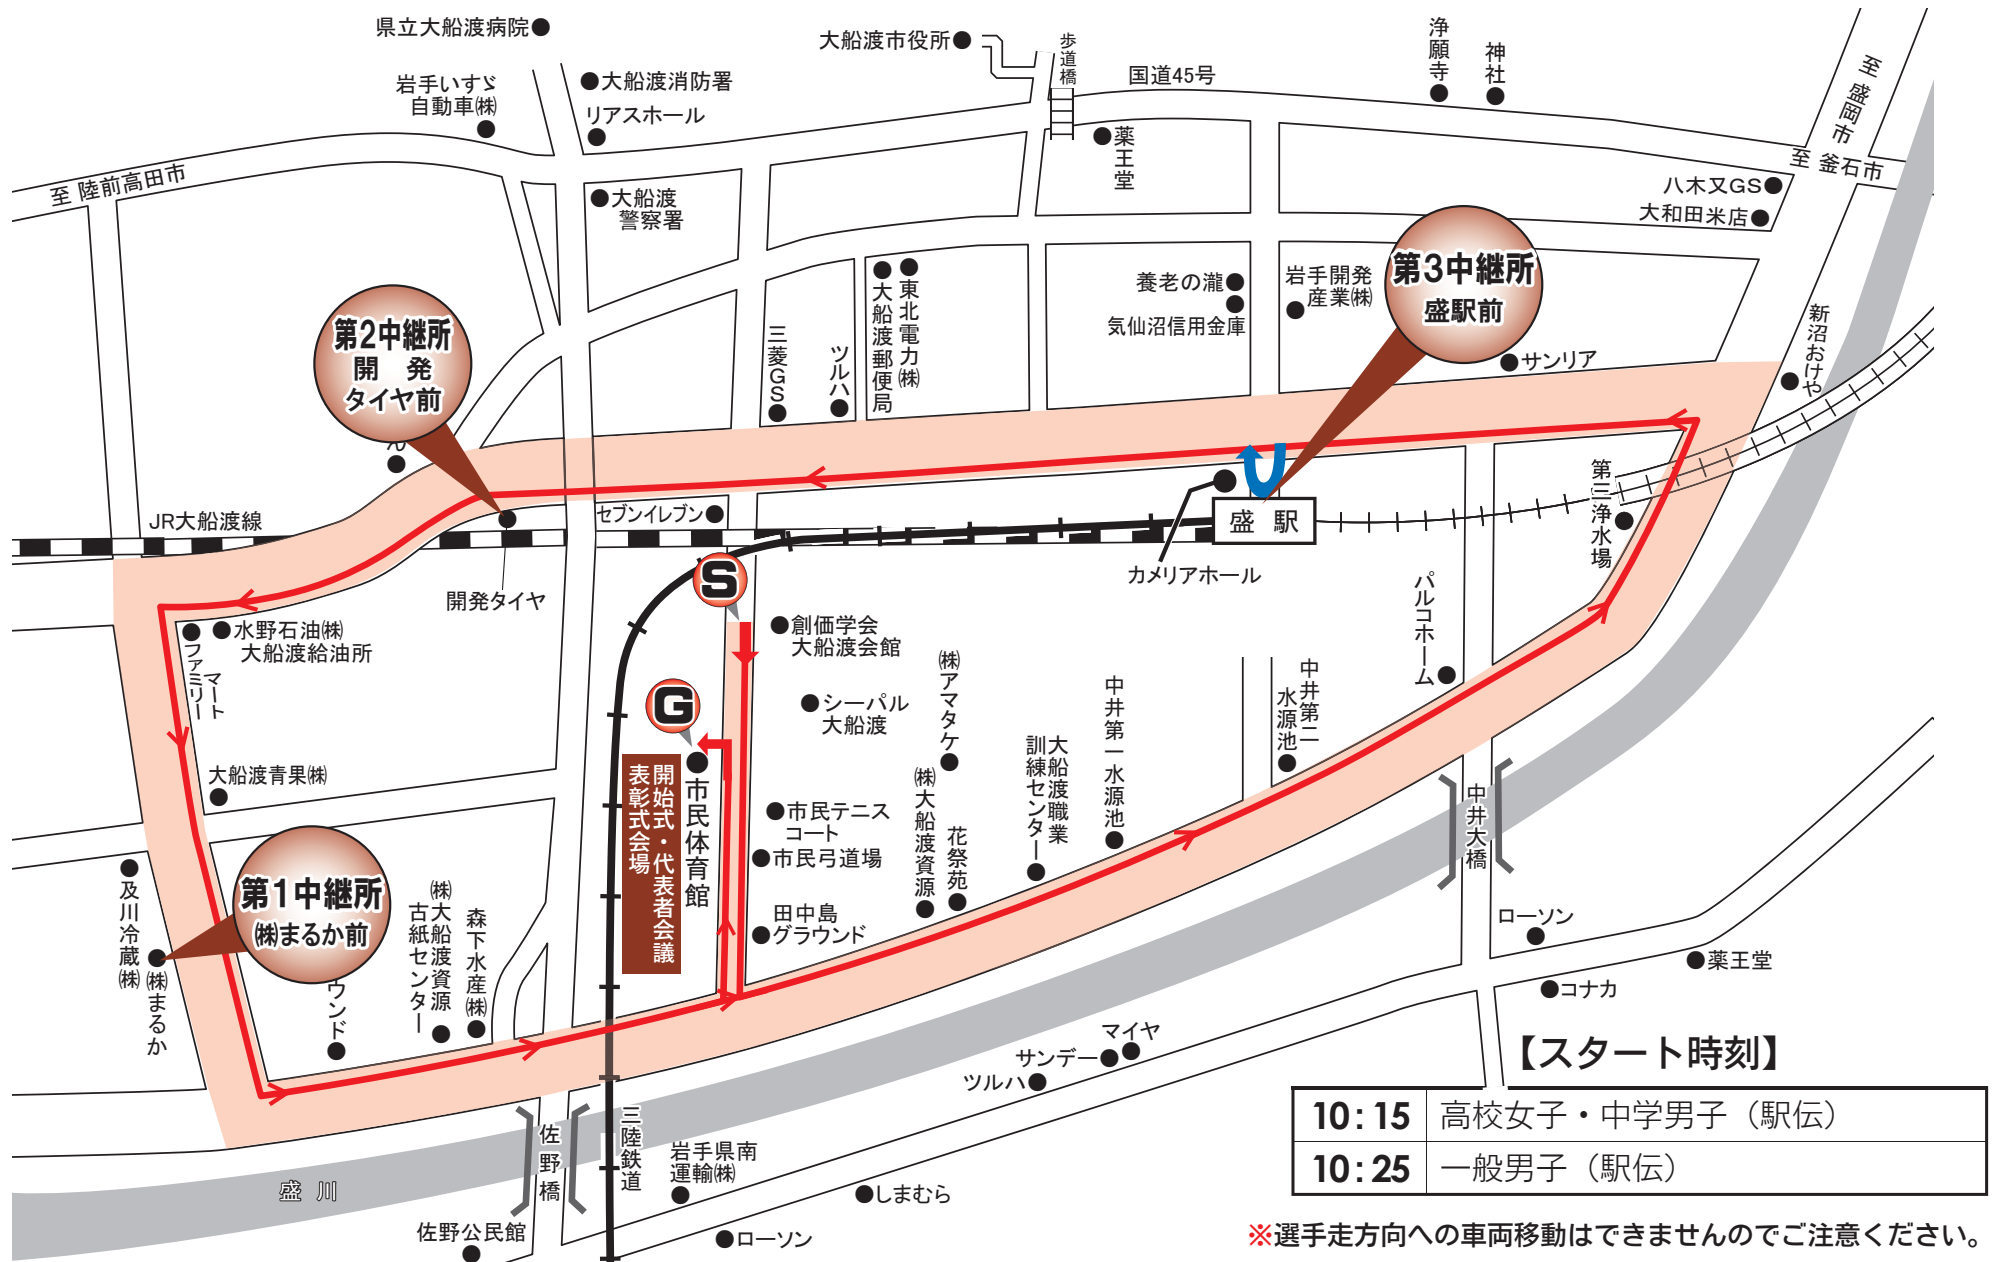 県立大船渡病院
大船渡市役所
歩道橋
国道45号
浄願寺
神社
至 盛岡市
至 釜石市
岩手いすゞ
自動車㈱
大船渡消防署
リアスホール
薬王堂
至 陸前高田市
大船渡
警察署
八木又GS
大和田米店
第3中継所
盛駅前
養老の瀧
気仙沼信用金庫
岩手開発
産業㈱
大船渡郵便局
東北電力㈱
三菱GS
ツルハ
サンリア
新沼おけや
第2中継所
開 発
タイヤ前
ん
JR大船渡線
セブンイレブン
盛 駅
カメリアホール
第三浄水場
開発タイヤ
S
G
創価学会
大船渡会館
シーパル
大船渡
水野石油㈱
大船渡給油所
ファミリー
マート
㈱アマタケ
パルコホーム
中井第一水源池
中井第二
水源池
大船渡職業
訓練センター
㈱大船渡資源
花祭苑
大船渡青果㈱
市民体育館
開始式・代表者会議
表彰式会場
市民テニス
コート
市民弓道場
田中島
グラウンド
中井大橋
第1中継所
㈱まるか前
及川冷蔵㈱
㈱まるか
ウンド
㈱大船渡資源
古紙センター
森下水産㈱
ローソン
薬王堂
コナカ
マイヤ
サンデー
ツルハ
佐野橋
三陸鉄道
岩手県南
運輸㈱
しまむら
盛 川
佐野公民館
ローソン
【スタート時刻】
10:15 高校女子・中学男子（駅伝）
10:25 一般男子（駅伝）
※選手走方向への車両移動はできませんのでご注意ください。